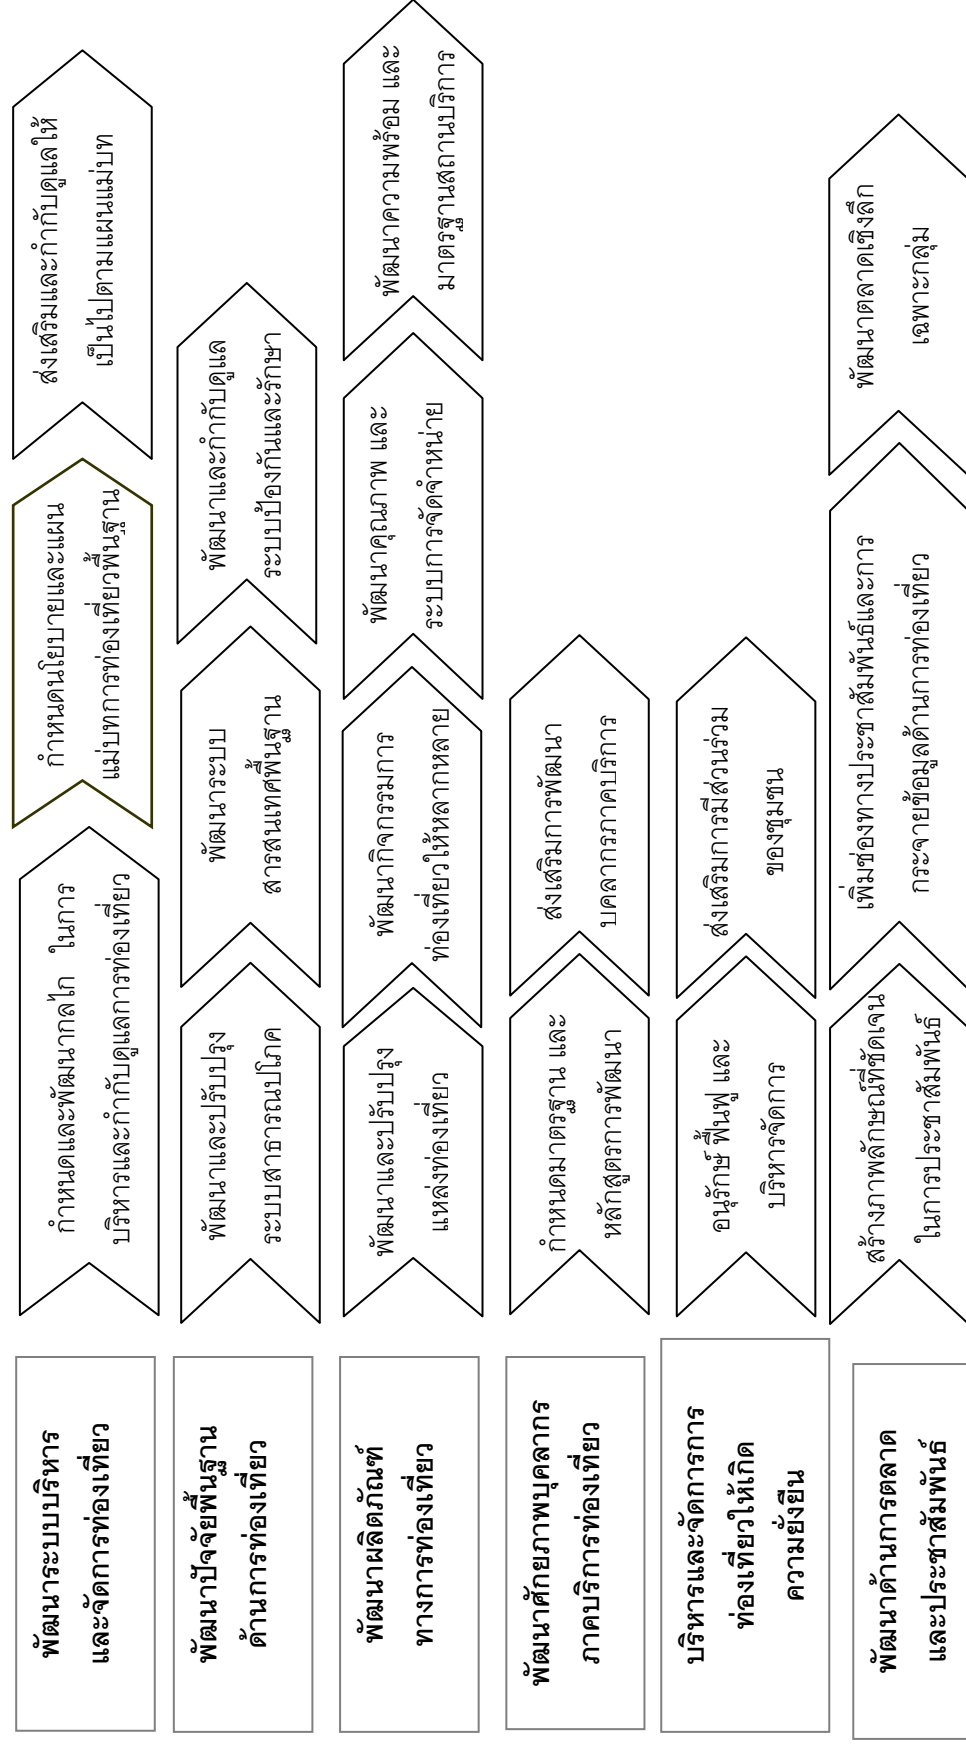 พัฒนาระบบบริหาร
และจัดการท่องเที่ยว
กำหนดและพัฒนากลไก ในการ
บริหารและกำกับดูแลการท่องเที่ยว
กำหนดนโยบายและแผน
แม่บทการท่องเที่ยวพื้นฐาน
ส่งเสริมและกำกับดูแลให้
เป็นไปตามแผนแม่บท
พัฒนาปัจจัยพื้นฐาน
ด้านการท่องเที่ยว
พัฒนาและปรับปรุง
ระบบสาธารณปโภค
พัฒนาระบบ
สารสนเทศพื้นฐาน
พัฒนาและกำกับดูแล
ระบบป้องกันและรักษา
พัฒนาผลิตภัณฑ์
ทางการท่องเที่ยว
พัฒนาและปรับปรุง
แหล่งท่องเที่ยว
พัฒนากิจกรรมการ
ท่องเที่ยวให้หลากหลาย
พัฒนาคุณภาพ และ
ระบบการจัดจำหน่าย
พัฒนาความพร้อม และ
มาตรฐานสถานบริการ
พัฒนาศักยภาพบุคลากร
ภาคบริการท่องเที่ยว
กำหนดมาตรฐาน และ
หลักสูตรการพัฒนา
ส่งเสริมการพัฒนา
บคลากรภาคบริการ
บริหารและจัดการการ
ท่องเที่ยวให้เกิด
ความยั่งยืน
อนุรักษ์ ฟื้นฟู และ
บริหารจัดการ
ส่งเสริมการมีส่วนร่วม
ของชุมชน
พัฒนาด้านการตลาด
และประชาสัมพันธ์
สร้างภาพลักษณ์ที่ชัดเจน
ในการประชาสัมพันธ์
เพิ่มช่องทางประชาสัมพันธ์และการ
กระจายข้อมูลด้านการท่องเที่ยว
พัฒนาตลาดเชิงลึก
เฉพาะกลุ่ม